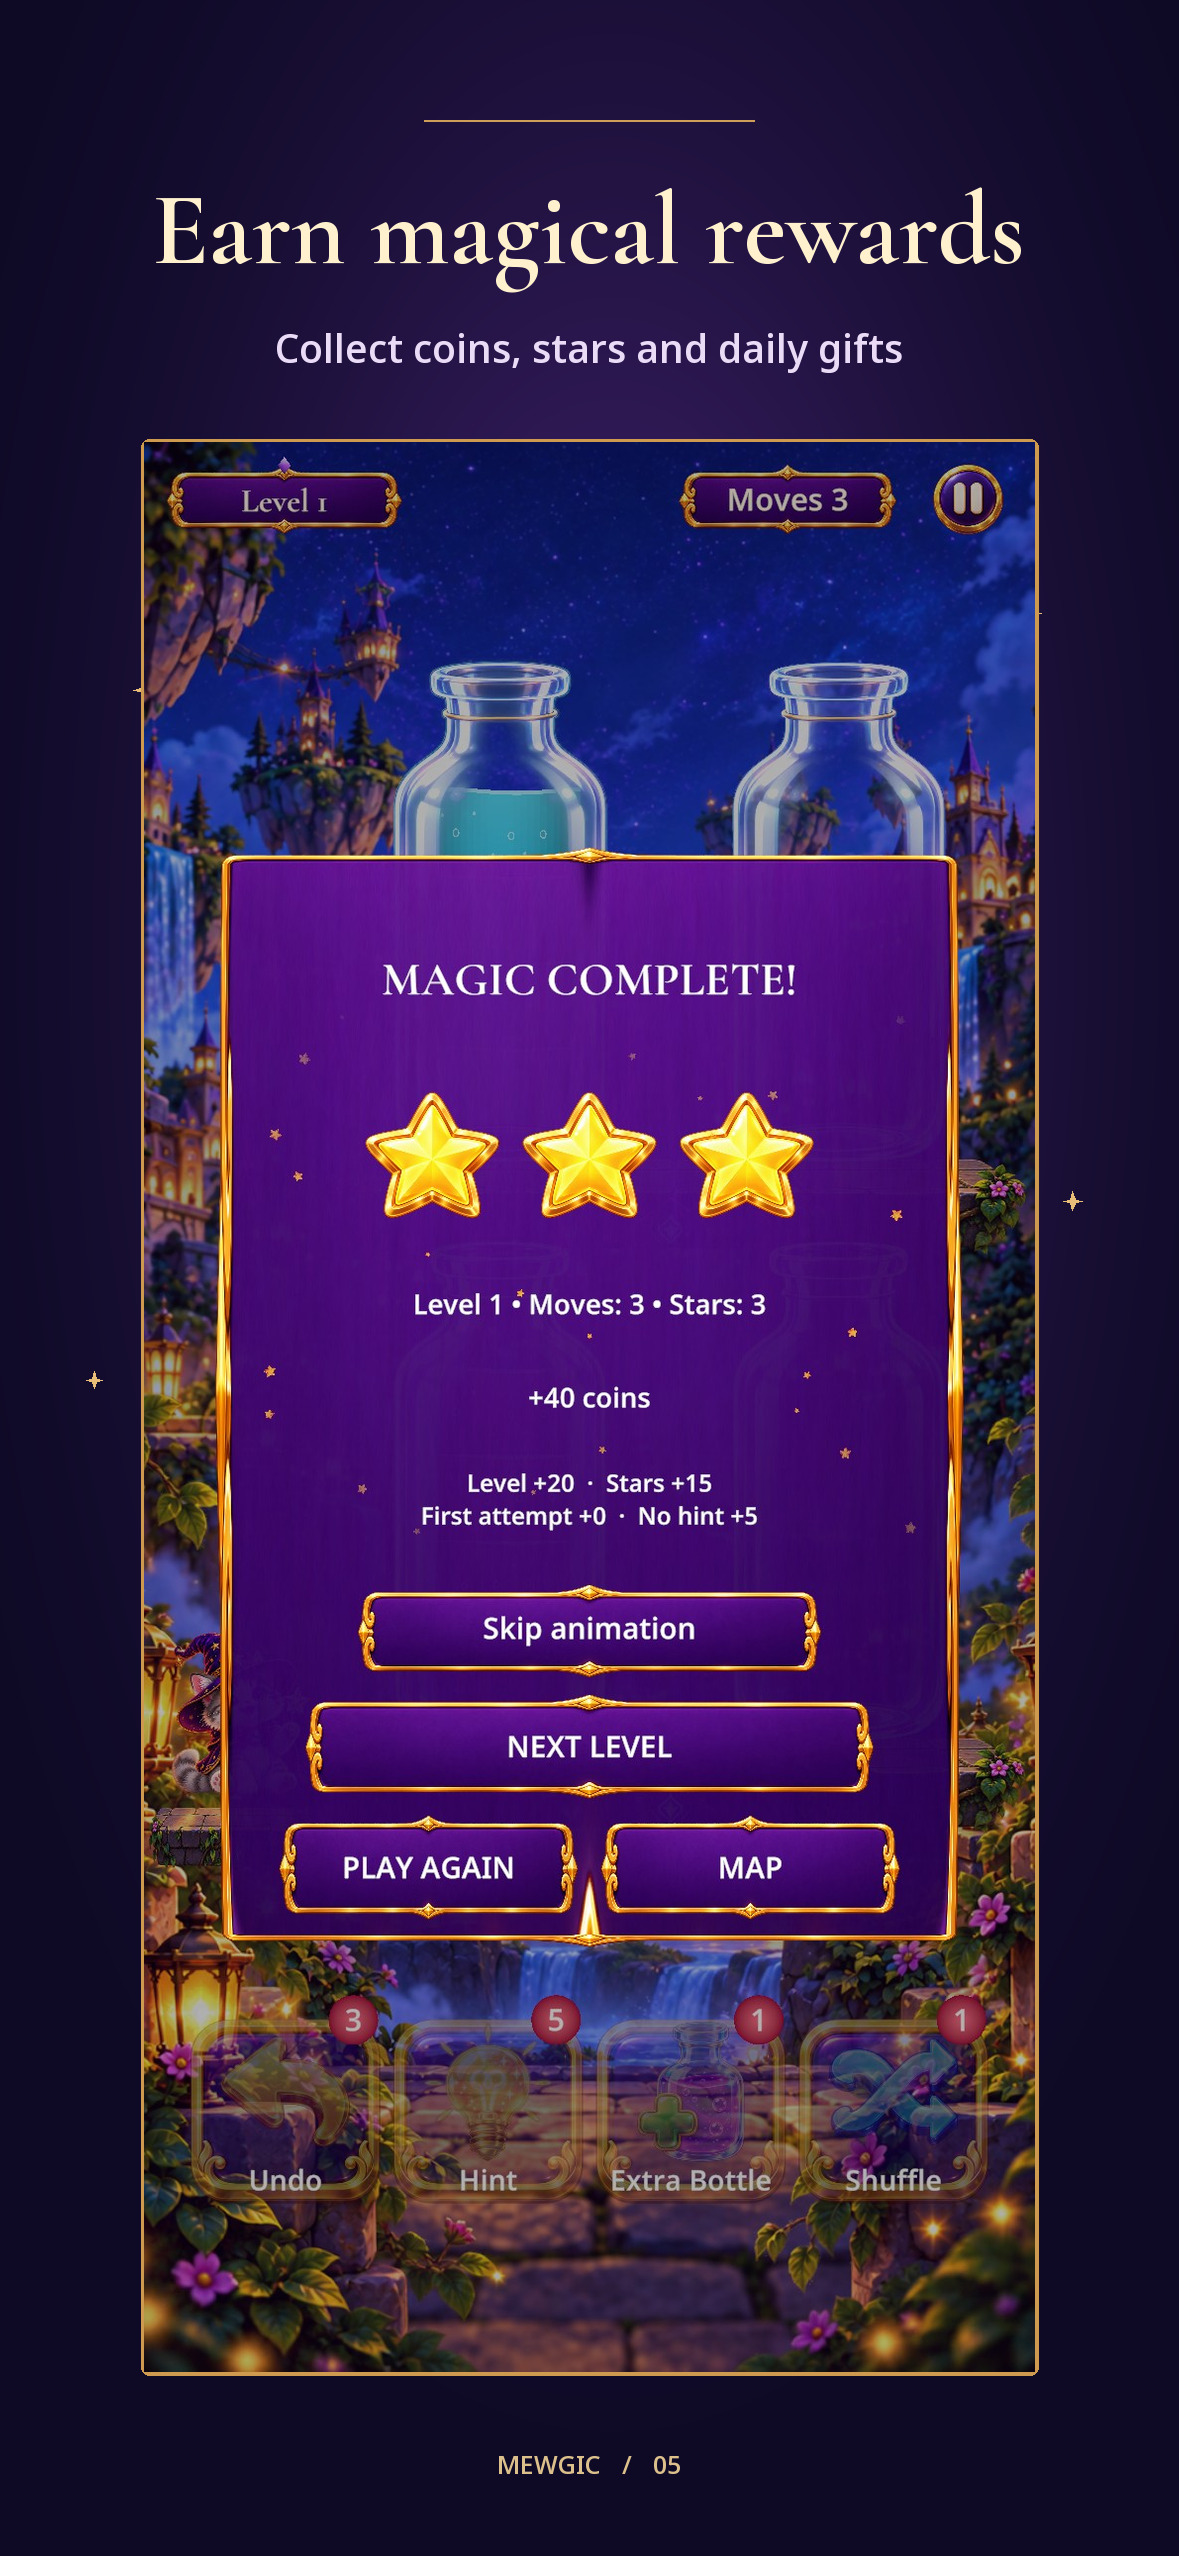 Earn magical rewards
Collect coins, stars and daily gifts
Level 1
Moves 3
MAGIC COMPLETE!
Level 1 • Moves: 3 • Stars: 3
+40 coins
Level +20 · Stars +15
First attempt +0 · No hint +5
Skip animation
NEXT LEVEL
PLAY AGAIN
MAP
3
5
1
1
Undo
Hint
Extra Bottle
Shuffle
MEWGIC / 05